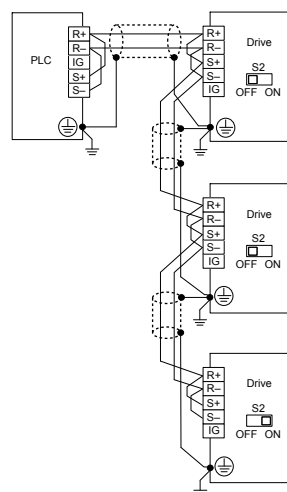 PLC
R+
R–
IG
S+
S–
R+
R–
S+
S–
IG
Drive
S2
OFF ON
R+
R–
S+
S–
IG
Drive
S2
OFF ON
R+
R–
S+
S–
IG
Drive
S2
OFF ON